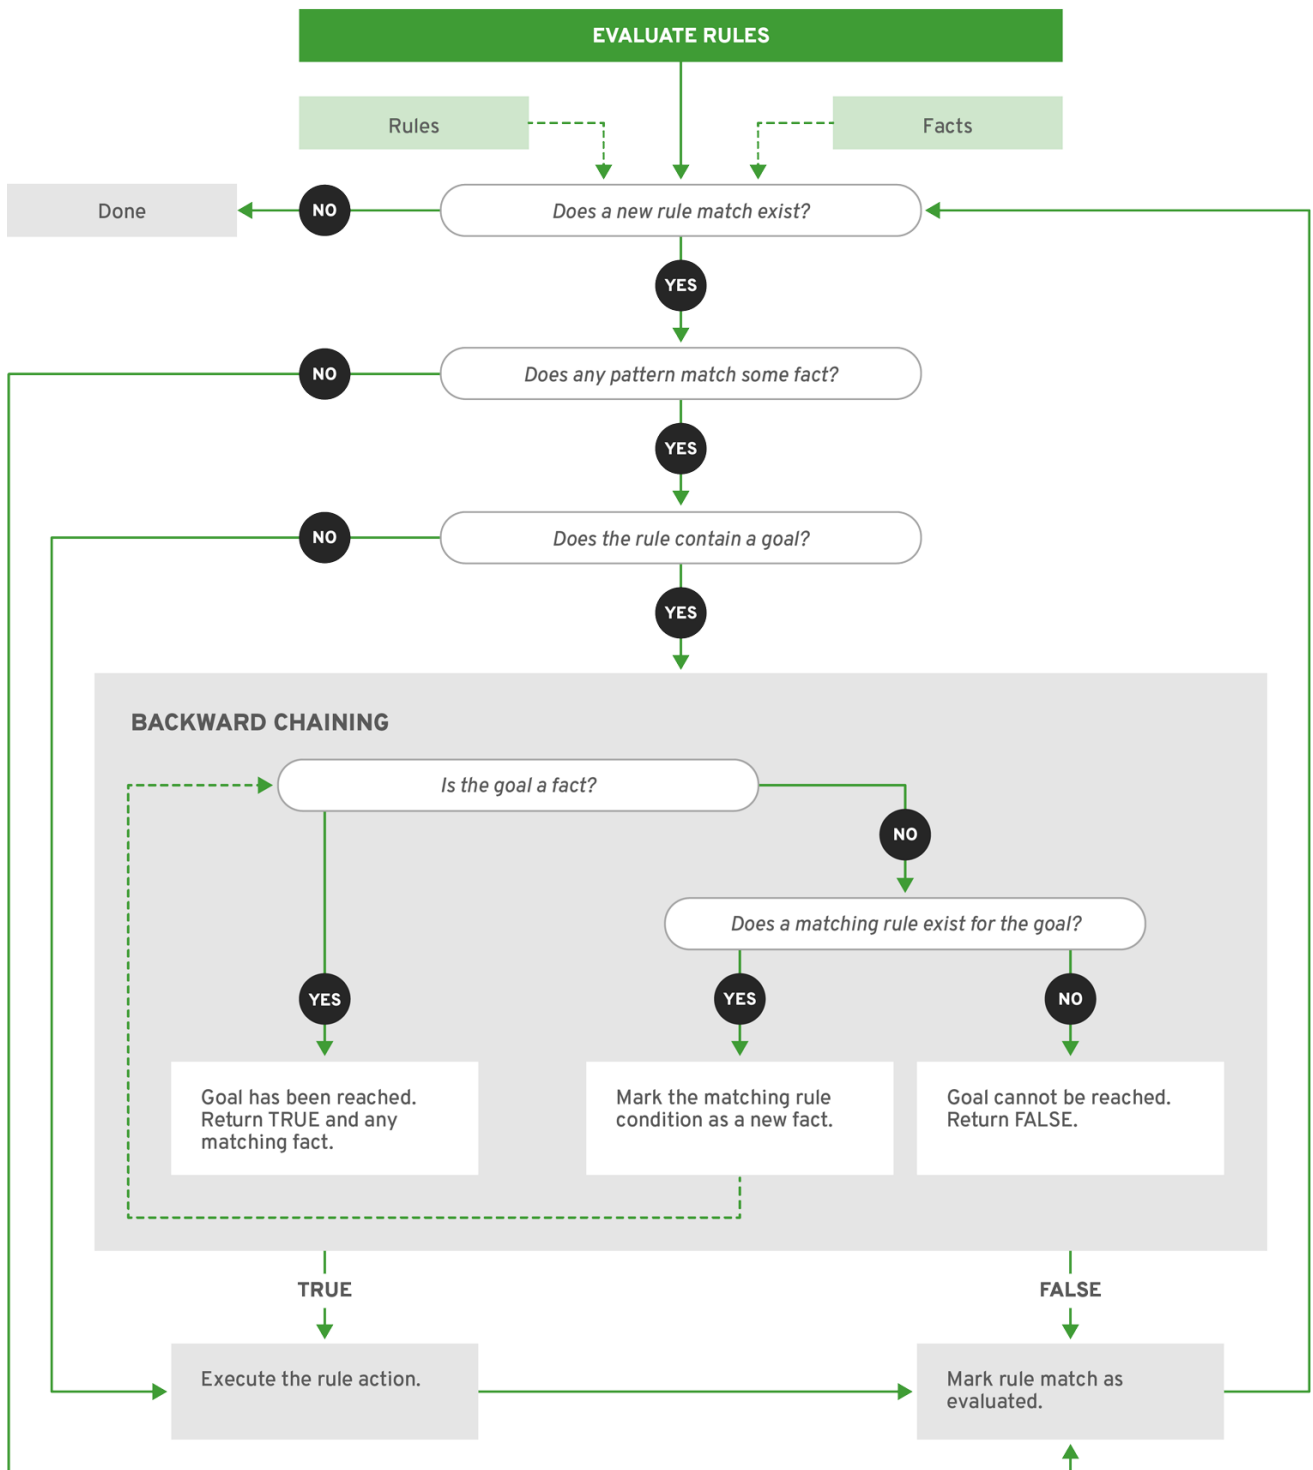 EVALUATE RULES
Rules
Facts
Done
NO
Does a new rule match exist?
YES
NO
Does any pattern match some fact?
YES
NO
Does the rule contain a goal?
YES
BACKWARD CHAINING
Is the goal a fact?
NO
Does a matching rule exist for the goal?
YES
YES
NO
Goal has been reached.
Return TRUE and any
matching fact.
Mark the matching rule
condition as a new fact.
Goal cannot be reached.
Return FALSE.
TRUE
FALSE
Execute the rule action.
Mark rule match as
evaluated.